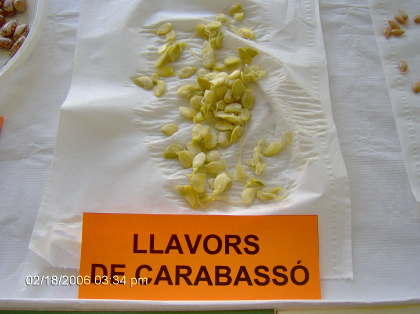 LLAVORS
DE CARABASSÓ
02/18/2006 03:34 pm